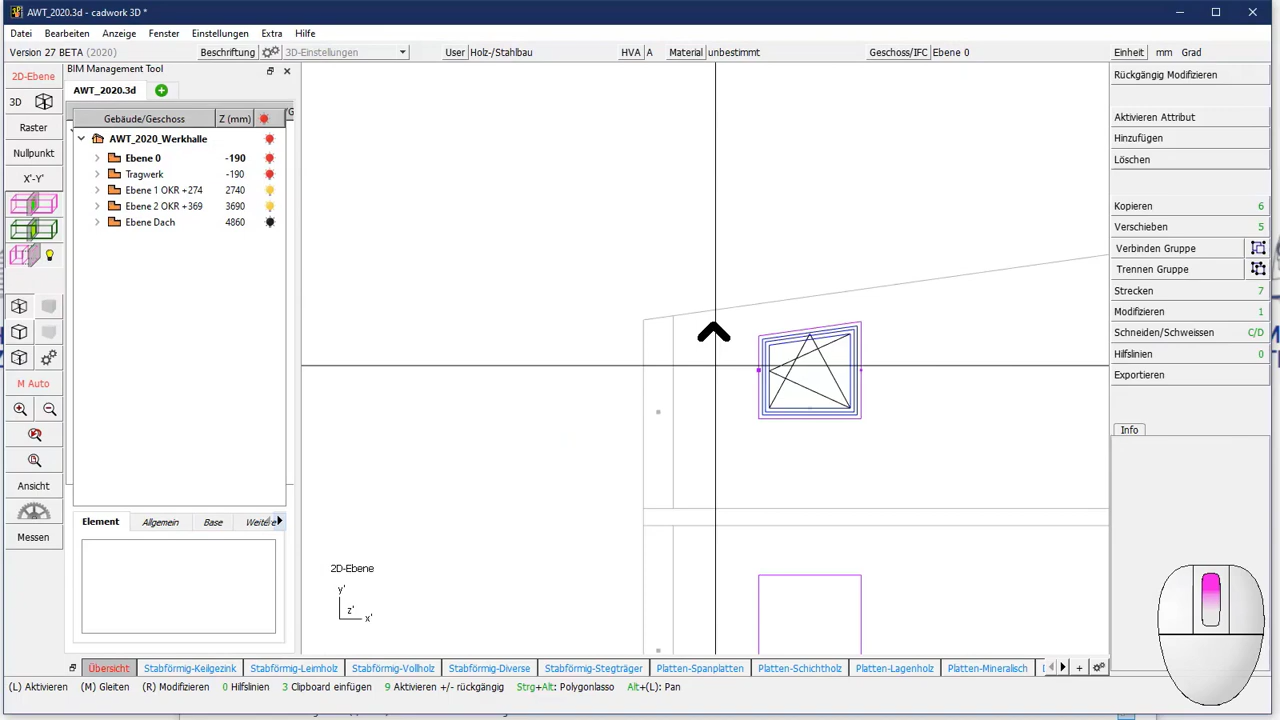 AWT_2020.3d - cadwork 3D *
Datei Bearbeiten Anzeige Fenster Einstellungen Extra Hilfe
Version 27 BETA (2020) Beschriftung 3D-Einstellungen User Holz-/Stahlbau HVA A Material unbestimmt Geschoss/IFC Ebene 0 Einheit mm Grad
2D-Ebene
3D
Raster
Nullpunkt
X'-Y'
M Auto
Ansicht
Messen
BIM Management Tool
AWT_2020.3d
Gebäude/Geschoss Z (mm)
AWT_2020_Werkhalle
Ebene 0 -190
Tragwerk -190
Ebene 1 OKR +274 2740
Ebene 2 OKR +369 3690
Ebene Dach 4860
Element Allgemein Base Weitere
2D-Ebene
y'
z'
x'
Rückgängig Modifizieren
Aktivieren Attribut
Hinzufügen
Löschen
Kopieren 6
Verschieben 5
Verbinden Gruppe
Trennen Gruppe
Strecken 7
Modifizieren 1
Schneiden/Schweissen C/D
Hilfslinien 0
Exportieren
Info
Übersicht Stabförmig-Keilgezink Stabförmig-Leimholz Stabförmig-Vollholz Stabförmig-Diverse Stabförmig-Stegträger Platten-Spanplatten Platten-Schichtholz Platten-Lagenholz Platten-Mineralisch
(L) Aktivieren (M) Gleiten (R) Modifizieren 0 Hilfslinien 3 Clipboard einfügen 9 Aktivieren +/- rückgängig Strg+Alt: Polygonlasso Alt+(L): Pan